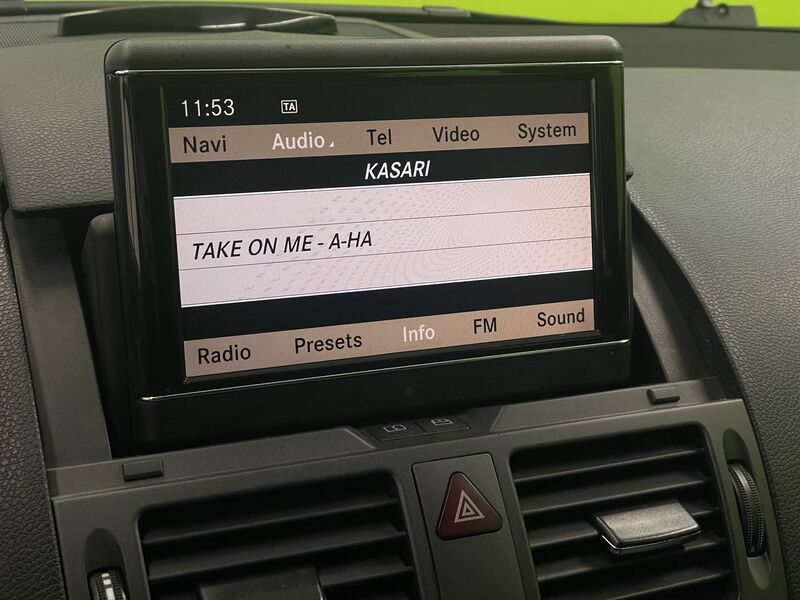 11:53 TA
Navi Audio Tel Video System
KASARI
TAKE ON ME - A-HA
Radio Presets Info FM Sound